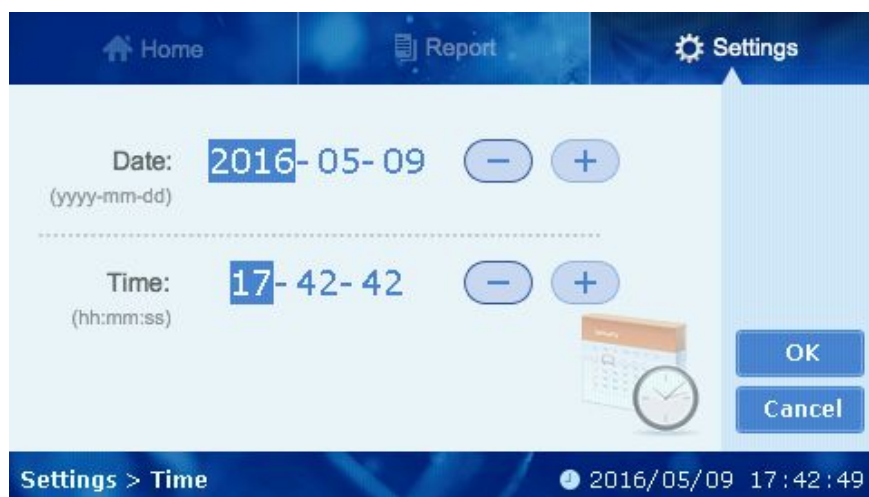 Home
Report
Settings
Date: 2016- 05- 09 − +
(yyyy-mm-dd)
Time: 17- 42- 42 − +
(hh:mm:ss)
OK
Cancel
Settings > Time
2016/05/09 17:42:49